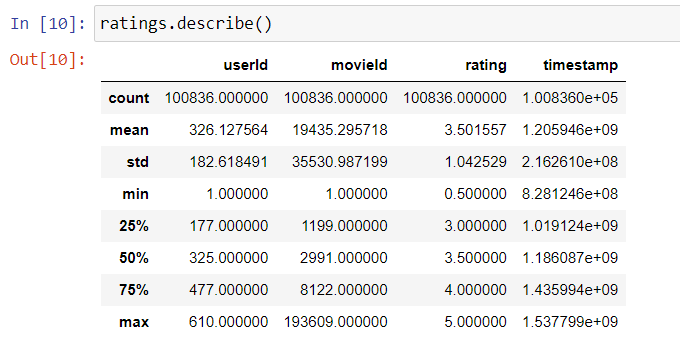 In [10]: ratings.describe()
Out[10]:
userId movieId rating timestamp
count 100836.000000 100836.000000 100836.000000 1.008360e+05
mean 326.127564 19435.295718 3.501557 1.205946e+09
std 182.618491 35530.987199 1.042529 2.162610e+08
min 1.000000 1.000000 0.500000 8.281246e+08
25% 177.000000 1199.000000 3.000000 1.019124e+09
50% 325.000000 2991.000000 3.500000 1.186087e+09
75% 477.000000 8122.000000 4.000000 1.435994e+09
max 610.000000 193609.000000 5.000000 1.537799e+09